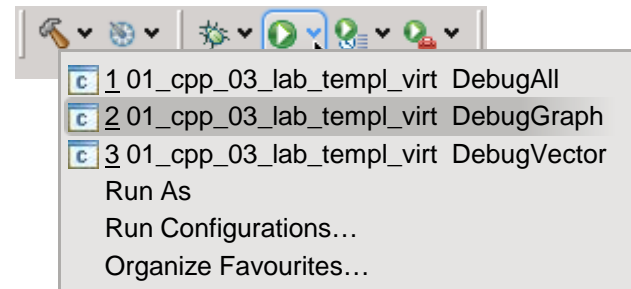 1 01_cpp_03_lab_templ_virt DebugAll
2 01_cpp_03_lab_templ_virt DebugGraph
3 01_cpp_03_lab_templ_virt DebugVector
Run As
Run Configurations…
Organize Favourites…